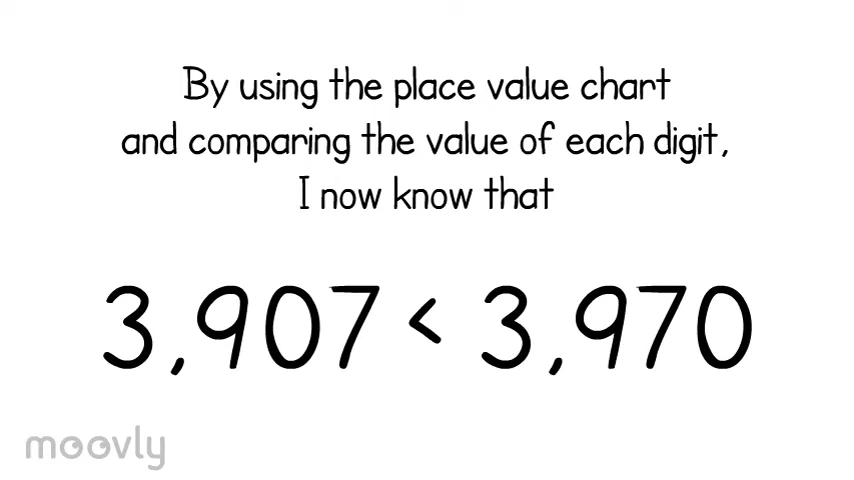 By using the place value chart
and comparing the value of each digit,
I now know that
3,907 < 3,970
moovly